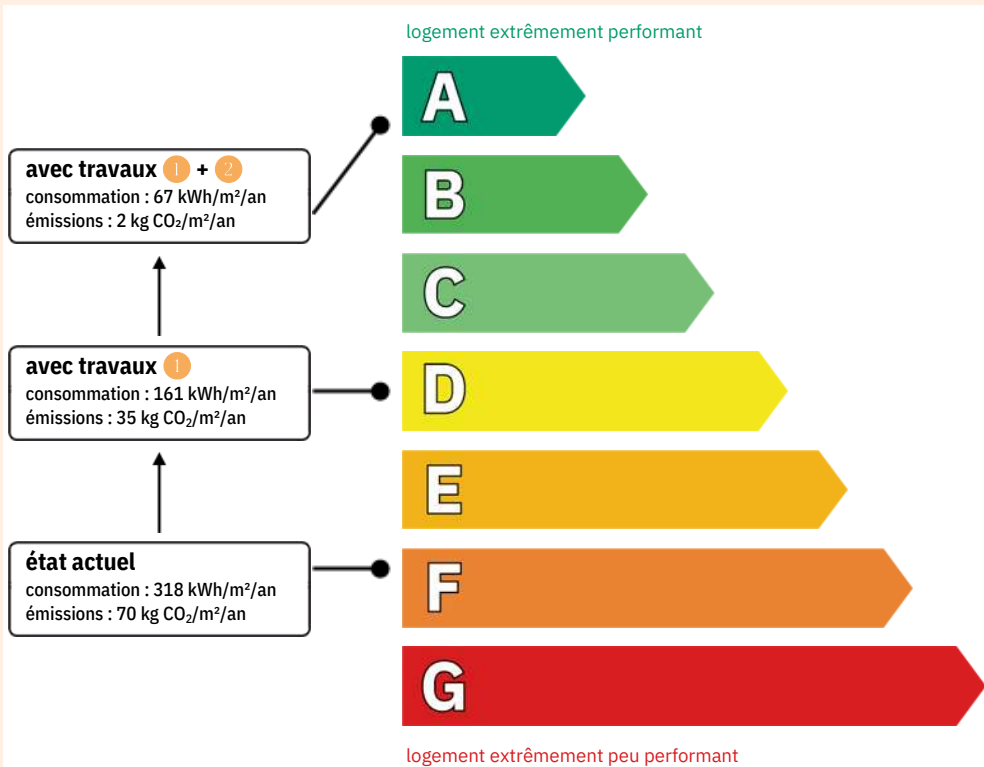 logement extrêmement performant
A
B
C
D
E
F
G
logement extrêmement peu performant
avec travaux 1 + 2
consommation : 67 kWh/m²/an
émissions : 2 kg CO₂/m²/an
avec travaux 1
consommation : 161 kWh/m²/an
émissions : 35 kg CO₂/m²/an
état actuel
consommation : 318 kWh/m²/an
émissions : 70 kg CO₂/m²/an